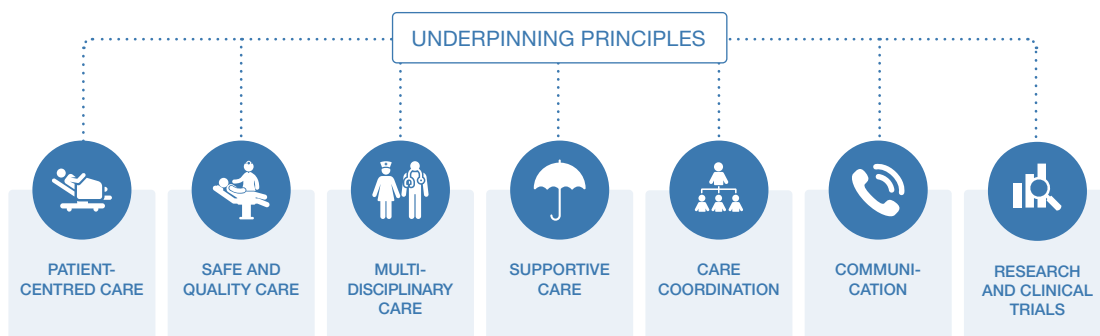 UNDERPINNING PRINCIPLES
PATIENT-
CENTRED CARE
SAFE AND
QUALITY CARE
MULTI-
DISCIPLINARY
CARE
SUPPORTIVE
CARE
CARE
COORDINATION
COMMUNI-
CATION
RESEARCH
AND CLINICAL
TRIALS